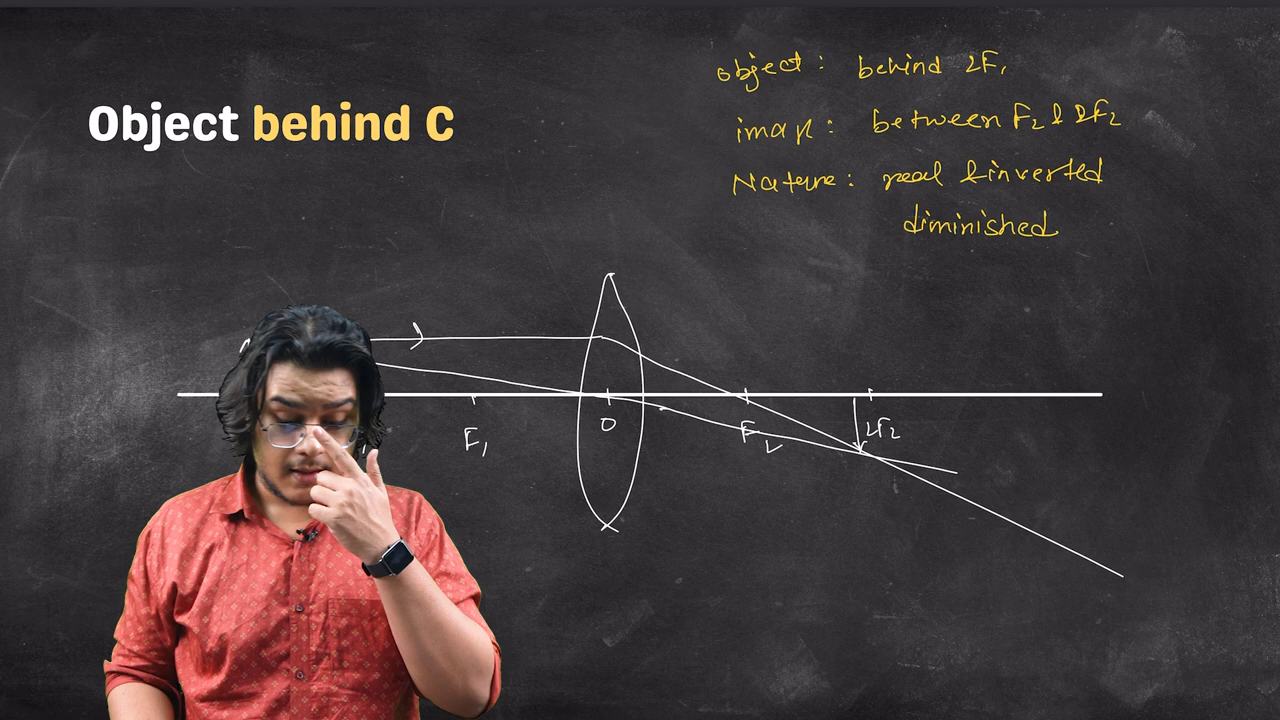 Object behind C
object : behind 2F1
image : between F2 & 2F2
Nature : real & inverted
diminished
F1
O
F2
2F2